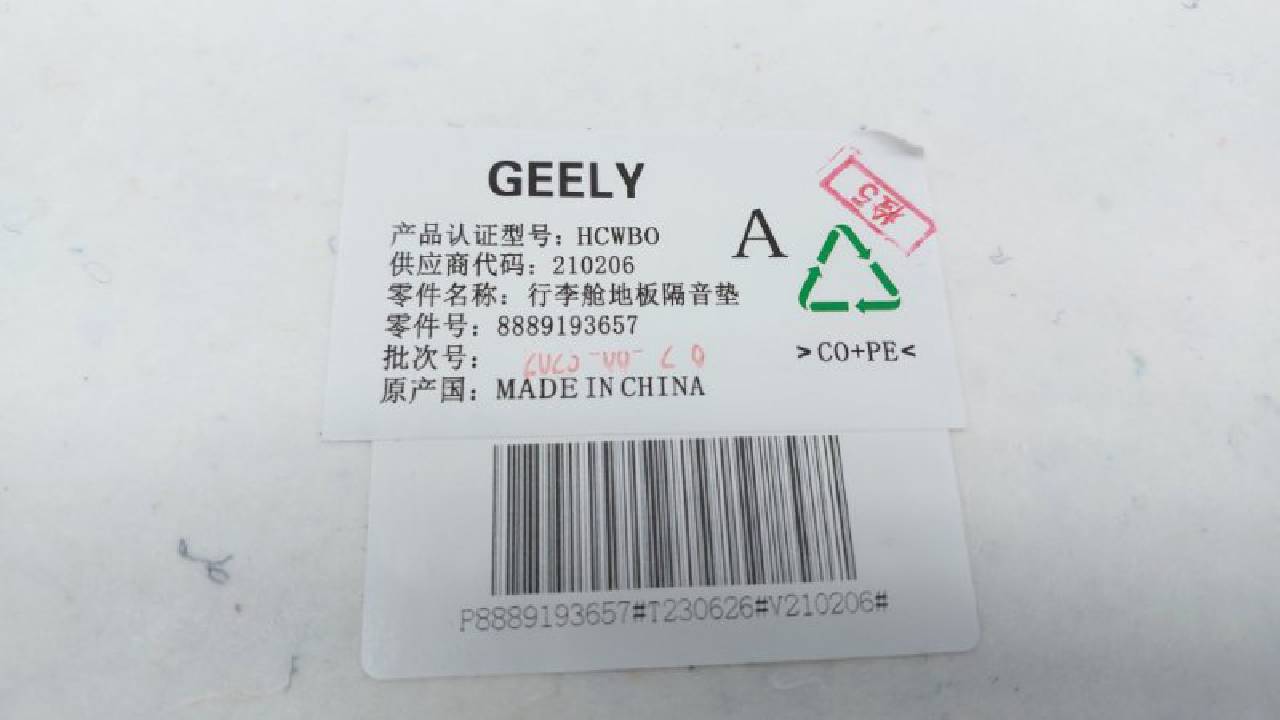 GEELY
产品认证型号：HCWBO
A
检5
供应商代码：210206
零件名称：行李舱地板隔音垫
零件号：8889193657
>CO+PE<
批次号：
原产国：MADE IN CHINA
P8889193657#T230626#V210206#